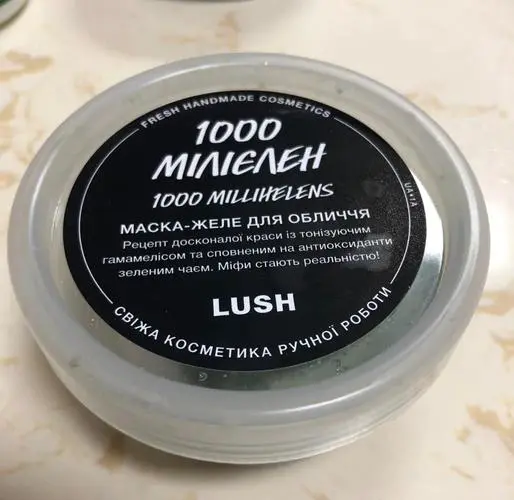 FRESH HANDMADE COSMETICS
1000
МІЛІЄЛЕН
1000 MILLIHELENS
МАСКА-ЖЕЛЕ ДЛЯ ОБЛИЧЧЯ
Рецепт досконалої краси із тонізуючим
гамамелісом та сповненим на антиоксиданти
зеленим чаєм. Міфи стають реальністю!
LUSH
СВІЖА КОСМЕТИКА РУЧНОЇ РОБОТИ
UA•1A